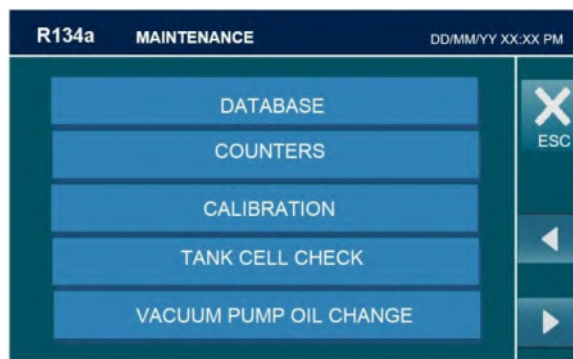 R134a MAINTENANCE DD/MM/YY XX:XX PM
DATABASE
COUNTERS
CALIBRATION
TANK CELL CHECK
VACUUM PUMP OIL CHANGE
ESC